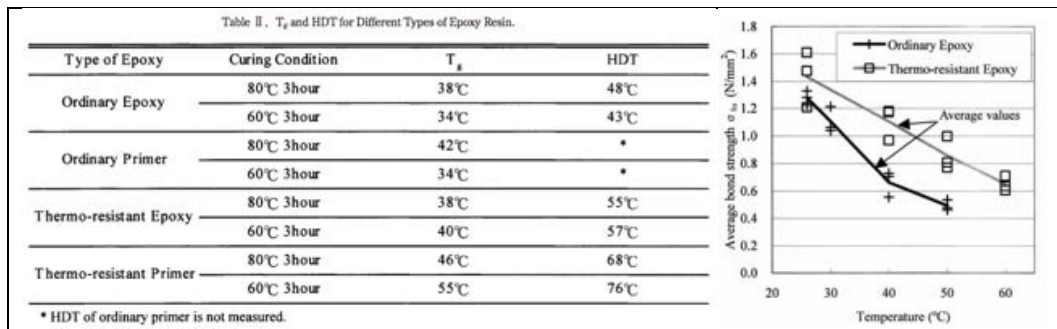 Table Ⅱ. Tg and HDT for Different Types of Epoxy Resin.
Type of Epoxy Curing Condition Tg HDT
Ordinary Epoxy 80℃ 3hour 38℃ 48℃
60℃ 3hour 34℃ 43℃
Ordinary Primer 80℃ 3hour 42℃ *
60℃ 3hour 34℃ *
Thermo-resistant Epoxy 80℃ 3hour 38℃ 55℃
60℃ 3hour 40℃ 57℃
Thermo-resistant Primer 80℃ 3hour 46℃ 68℃
60℃ 3hour 55℃ 76℃
* HDT of ordinary primer is not measured.
Average bond strength σ (N/mm²)
1.8
1.6
1.4
1.2
1.0
0.8
0.6
0.4
0.2
0.0
Ordinary Epoxy
Thermo-resistant Epoxy
Average values
20 30 40 50 60
Temperature (°C)